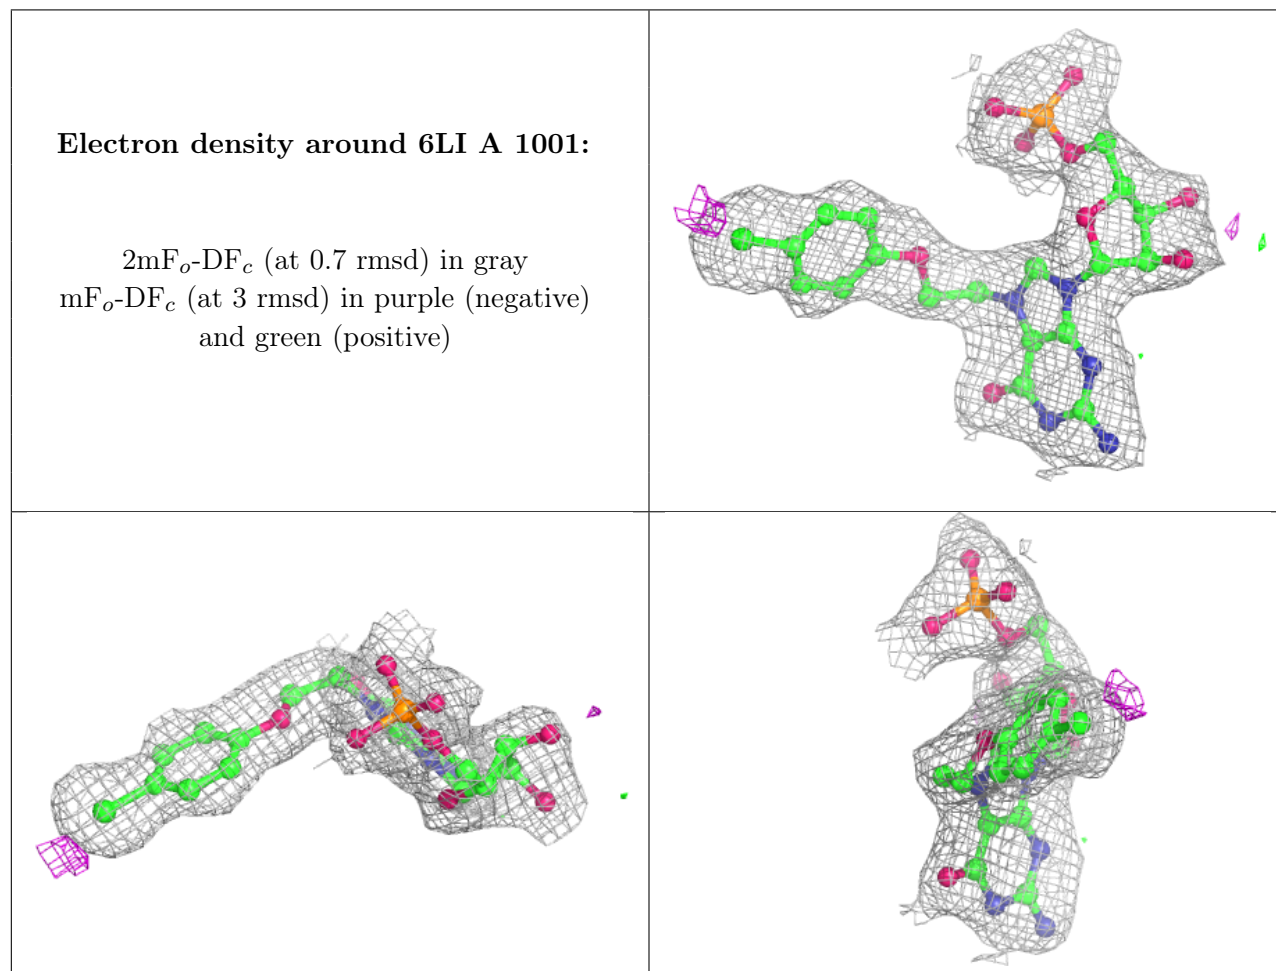 Electron density around 6LI A 1001:
2mFo-DFc (at 0.7 rmsd) in gray
mFo-DFc (at 3 rmsd) in purple (negative)
and green (positive)